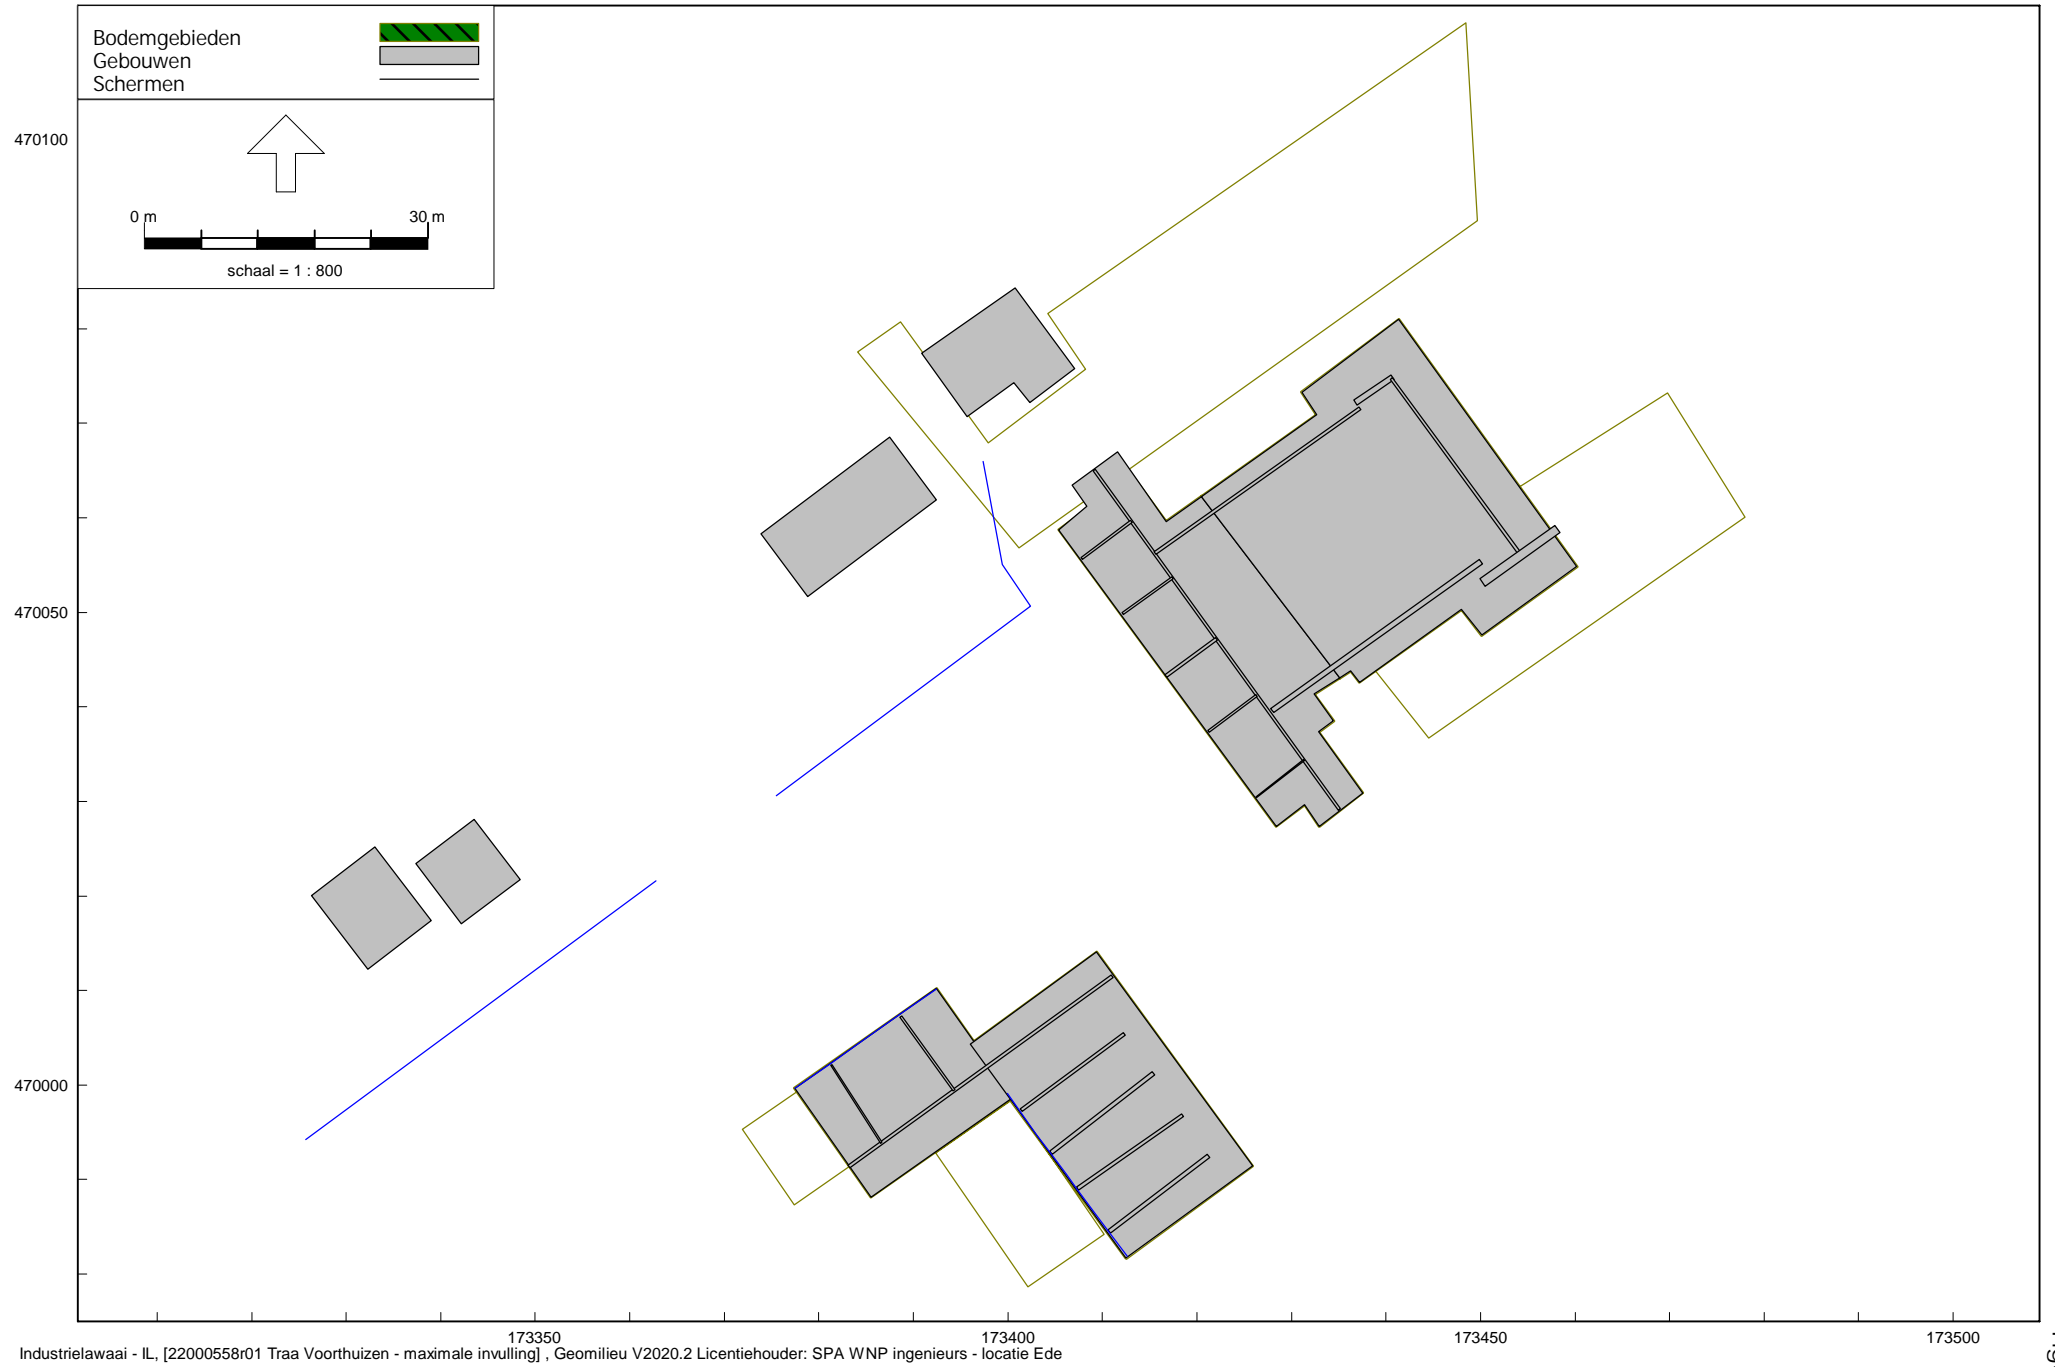 Bodemgebieden
Gebouwen
Schermen
0 m 30 m
schaal = 1 : 800
470100
470050
470000
173350 173400 173450 173500
Industrielawaai - IL, [22000558r01 Traa Voorthuizen - maximale invulling] , Geomilieu V2020.2 Licentiehouder: SPA WNP ingenieurs - locatie Ede